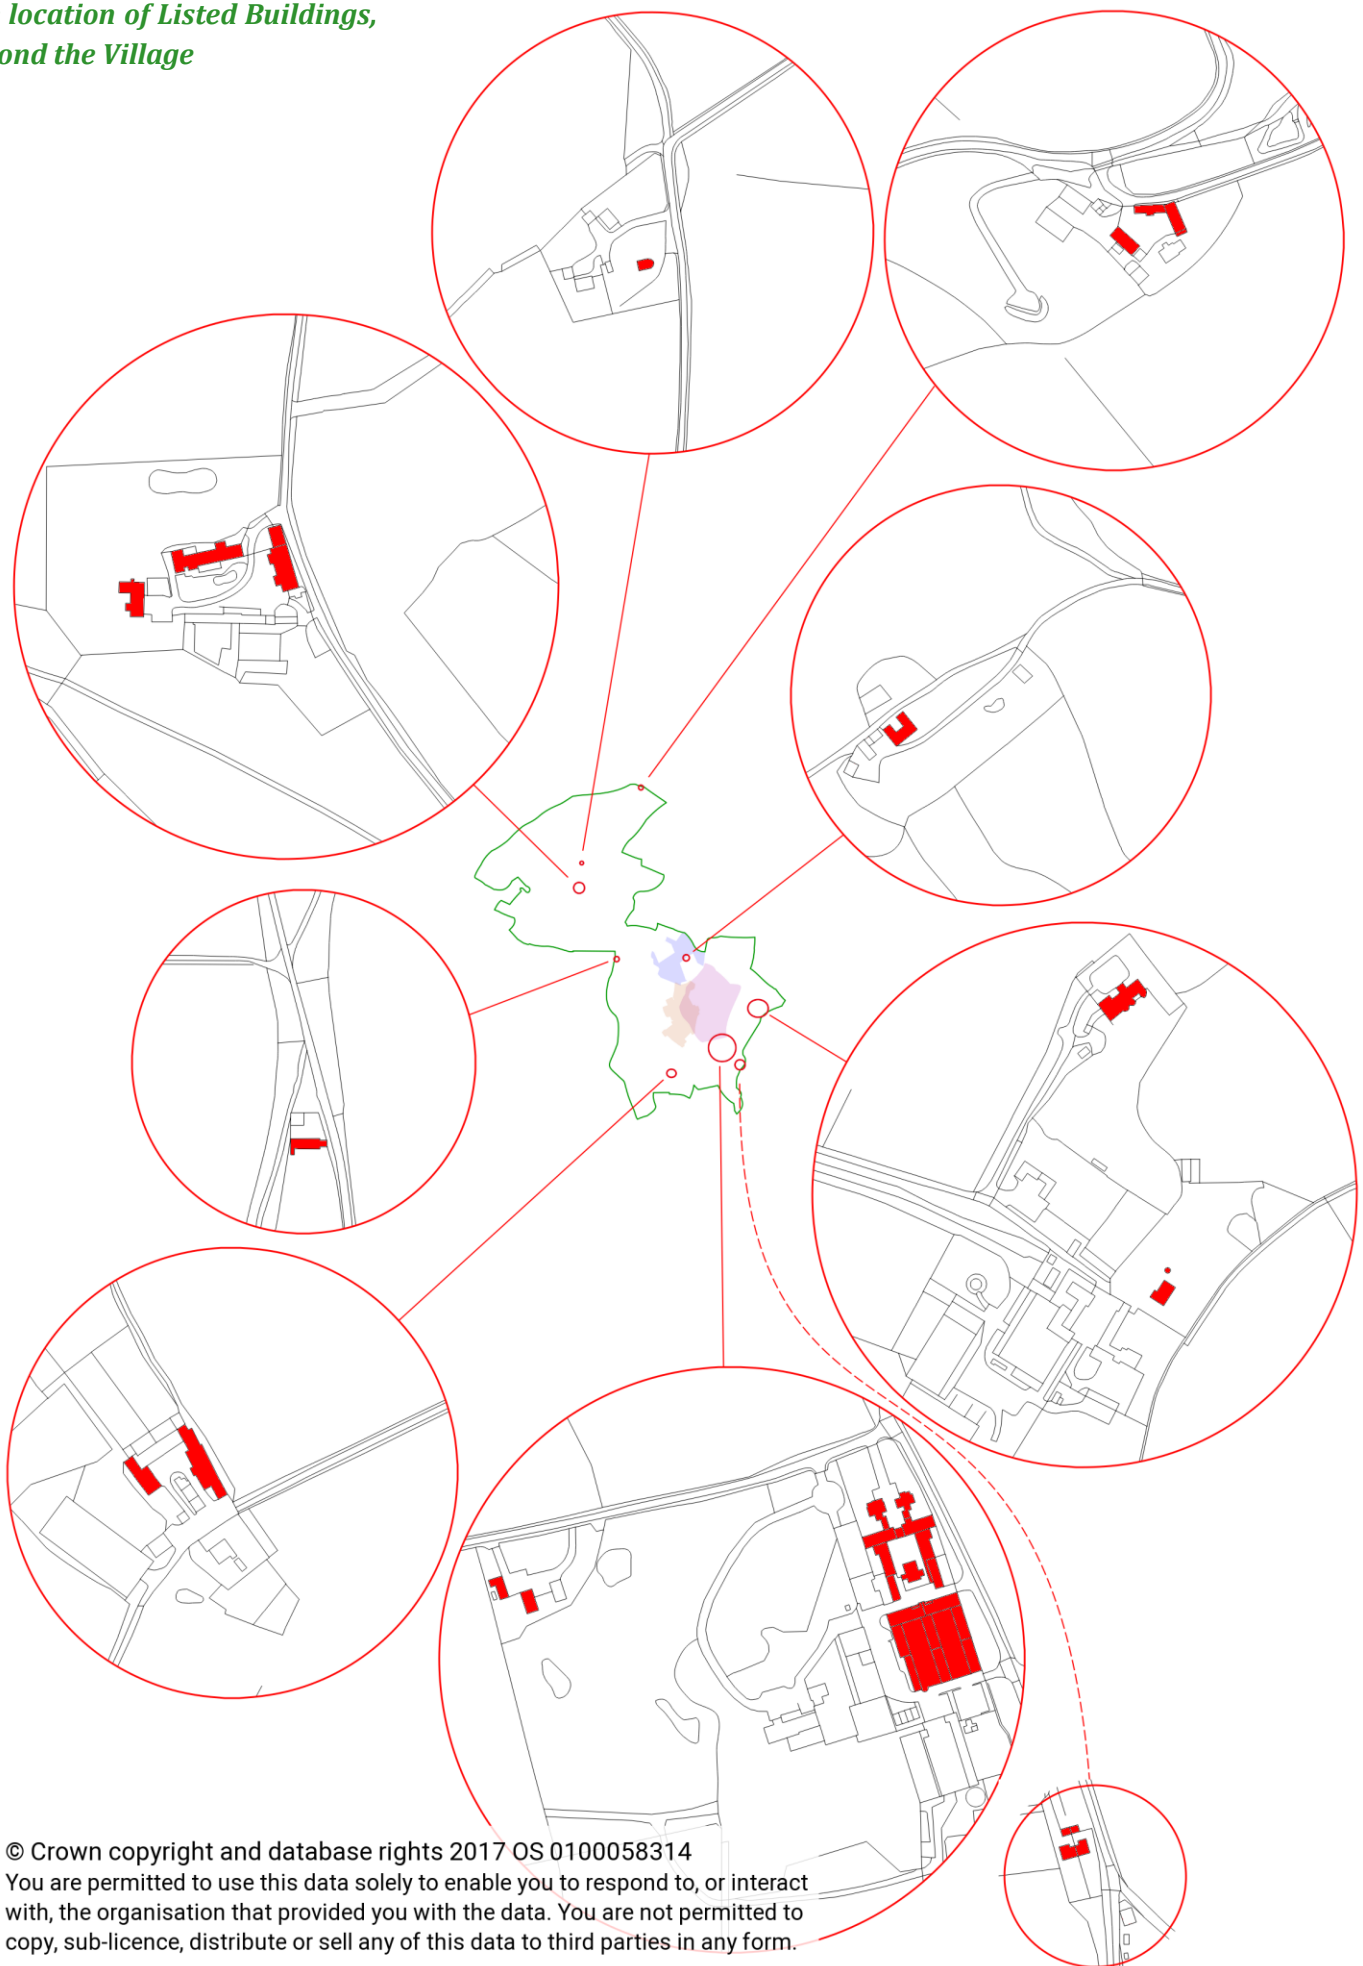 location of Listed Buildings,
ond the Village
© Crown copyright and database rights 2017 OS 0100058314
You are permitted to use this data solely to enable you to respond to, or interact
with, the organisation that provided you with the data. You are not permitted to
copy, sub-licence, distribute or sell any of this data to third parties in any form.